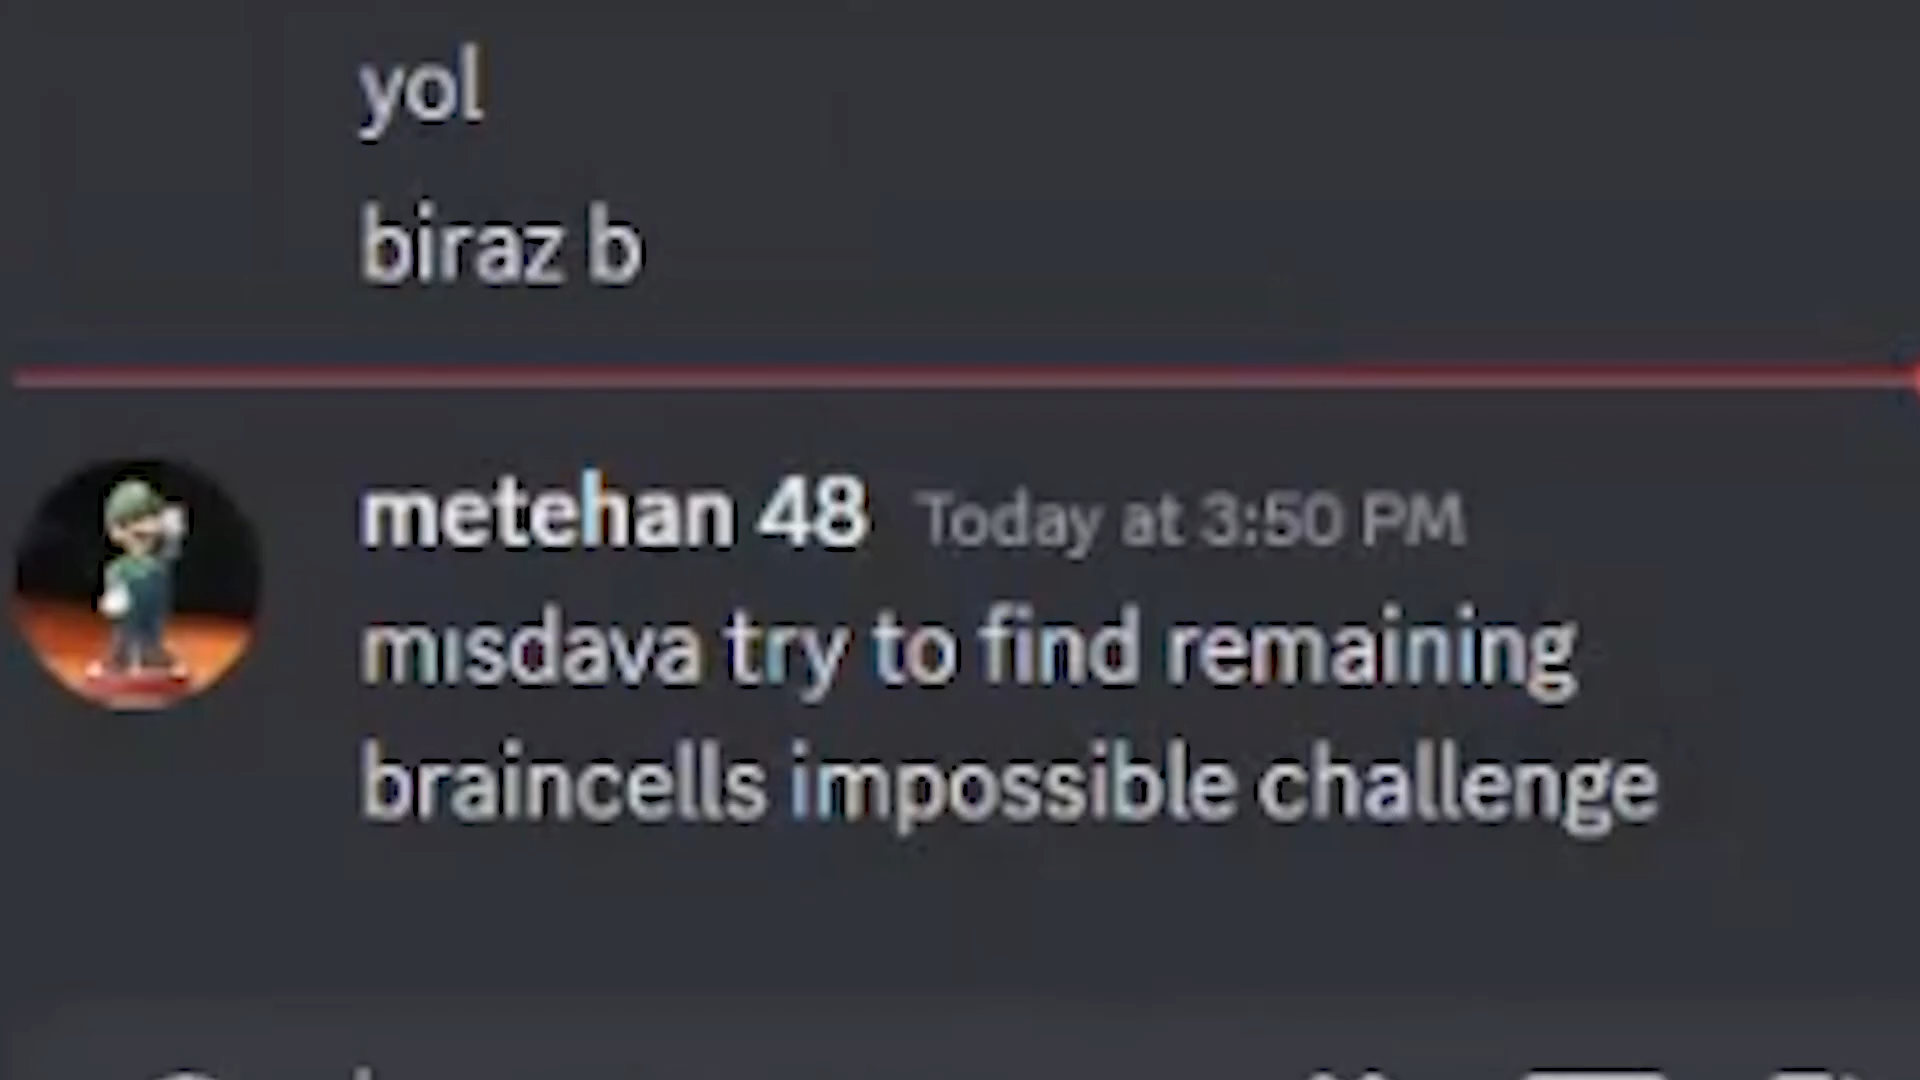 yol
biraz b
metehan 48 Today at 3:50 PM
mısdava try to find remaining
braincells impossible challenge